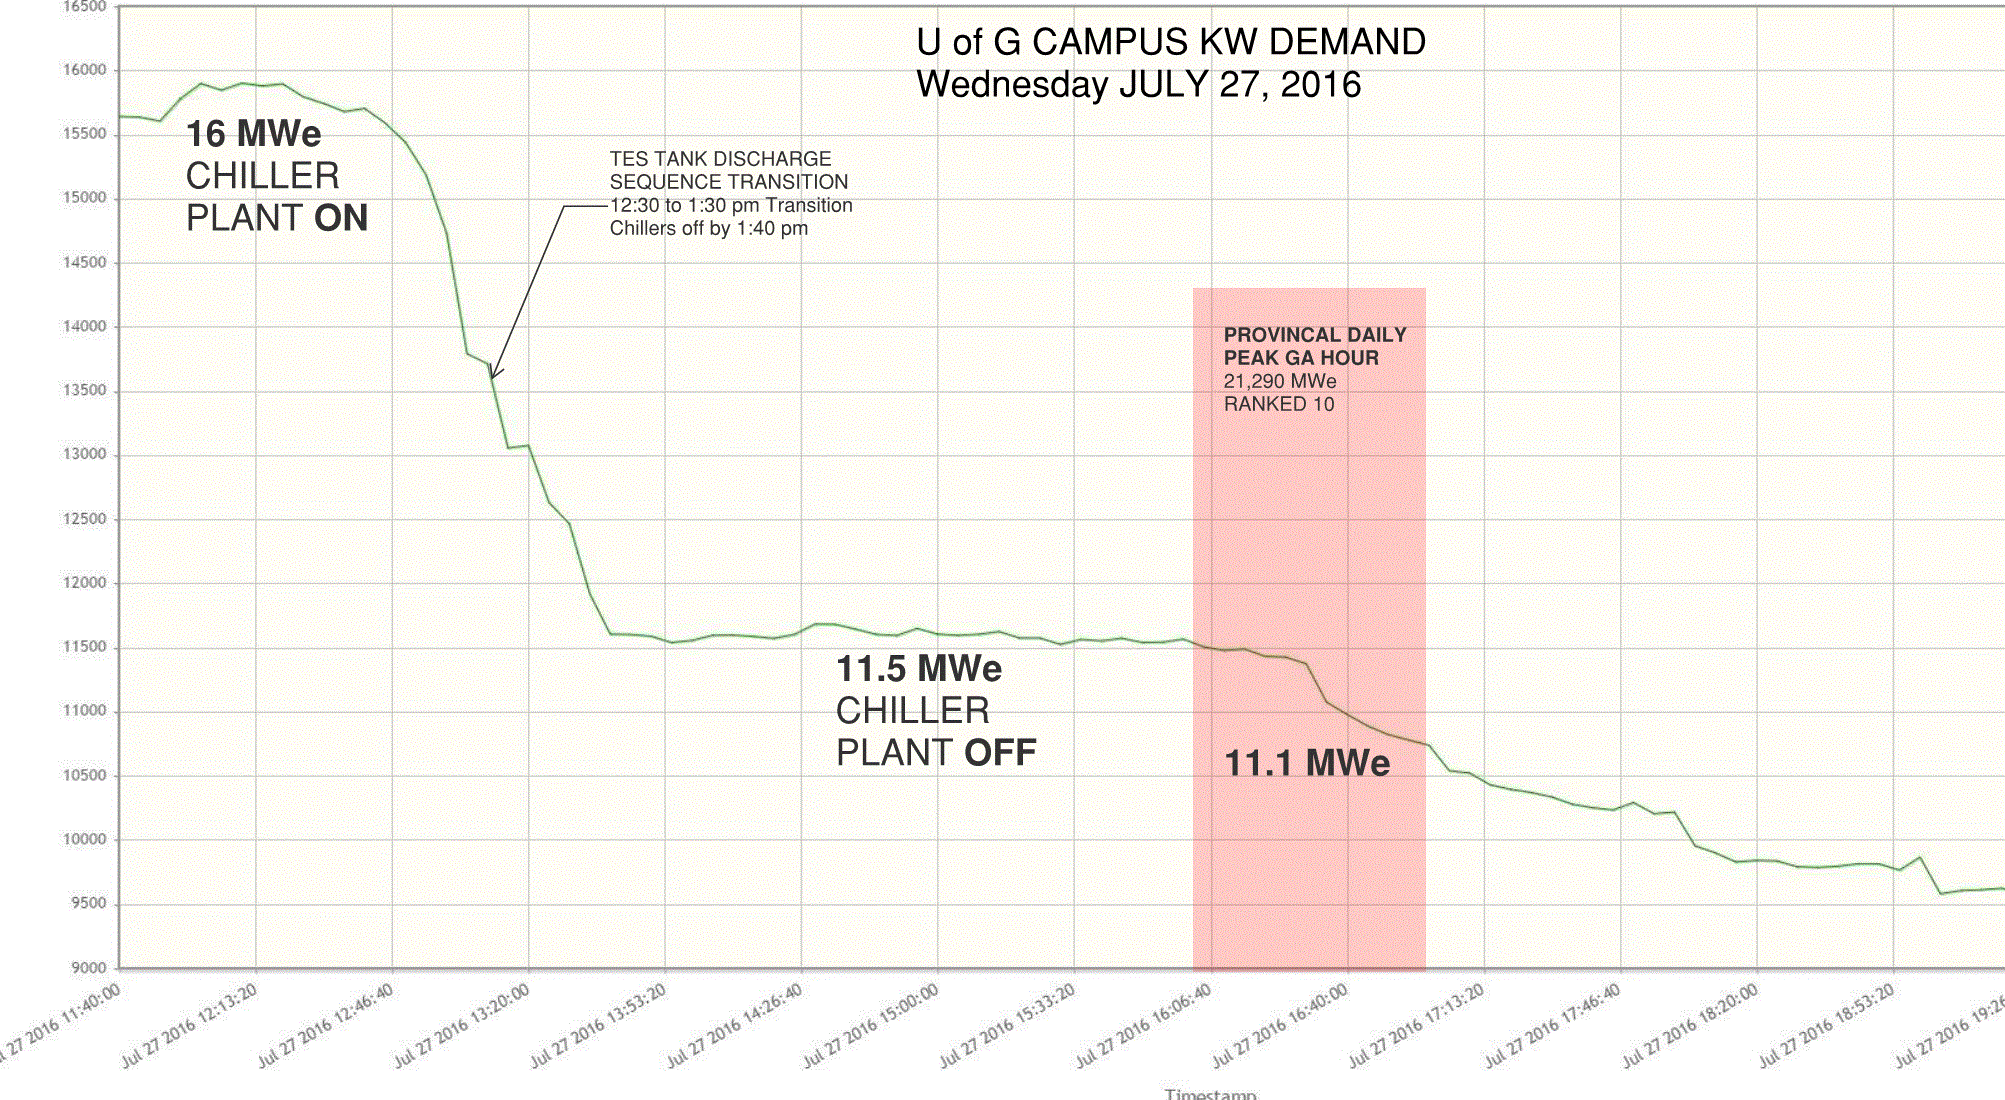 U of G CAMPUS KW DEMAND
Wednesday JULY 27, 2016
16500
16000
15500
15000
14500
14000
13500
13000
12500
12000
11500
11000
10500
10000
9500
9000
16 MWe
CHILLER
PLANT ON
TES TANK DISCHARGE
SEQUENCE TRANSITION
12:30 to 1:30 pm Transition
Chillers off by 1:40 pm
PROVINCAL DAILY
PEAK GA HOUR
21,290 MWe
RANKED 10
11.5 MWe
CHILLER
PLANT OFF
11.1 MWe
27 2016 11:40:00
Jul 27 2016 12:13:20
Jul 27 2016 12:46:40
Jul 27 2016 13:20:00
Jul 27 2016 13:53:20
Jul 27 2016 14:26:40
Jul 27 2016 15:00:00
Jul 27 2016 15:33:20
Jul 27 2016 16:06:40
Jul 27 2016 16:40:00
Jul 27 2016 17:13:20
Jul 27 2016 17:46:40
Jul 27 2016 18:20:00
Jul 27 2016 18:53:20
Jul 27 2016 19:26
Timestamp